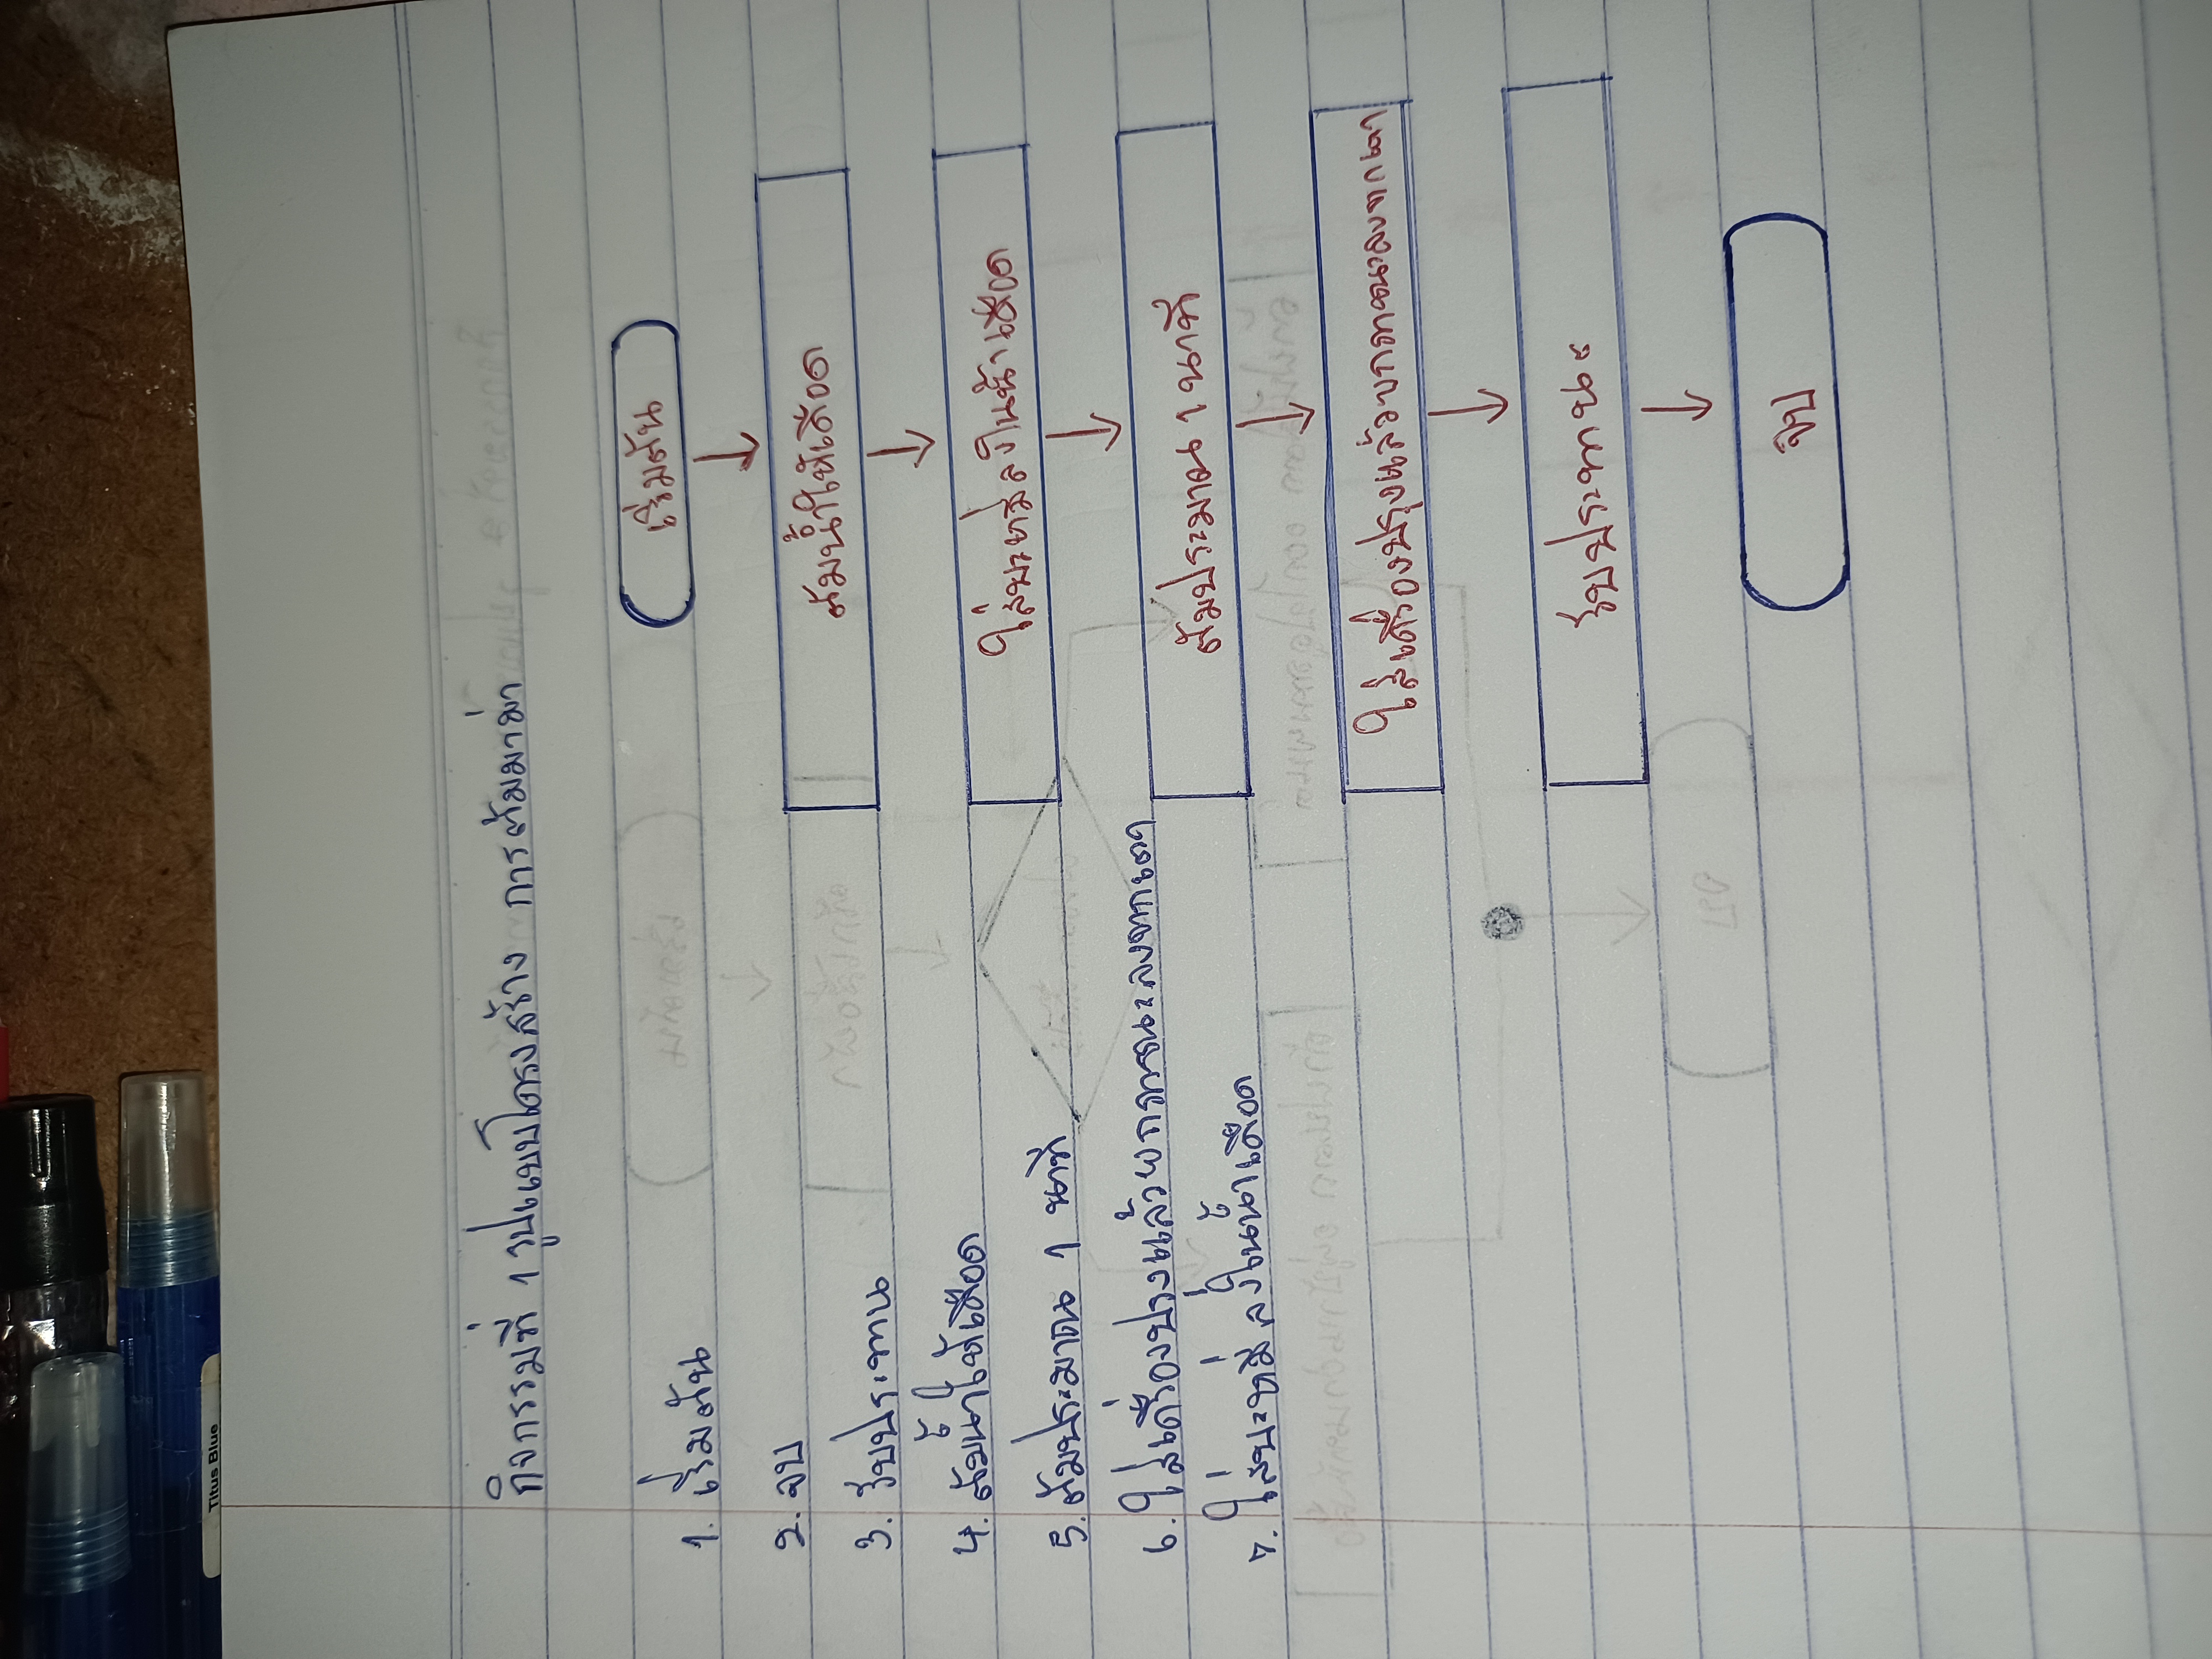 Titus Blue
กิจกรรมที่ 1 รูปแบบโครงสร้าง การต้มมาม่า
1. เริ่มต้น
2. จบ
3. รับประทาน
4. ต้มน้ำให้เดือด
5. ต้มประมาณ 1 นาที
6. ใส่เครื่องปรุงแล้วยกภาชนะลงจากเตา
7. ใส่บะหมี่ลงในน้ำเดือด
เริ่มต้น
ต้มน้ำให้เดือด
ใส่บะหมี่ลงในน้ำเดือด
ต้มประมาณ 1 นาที
ใส่เครื่องปรุงแล้วยกภาชนะลงจากเตา
รับประทาน
จบ